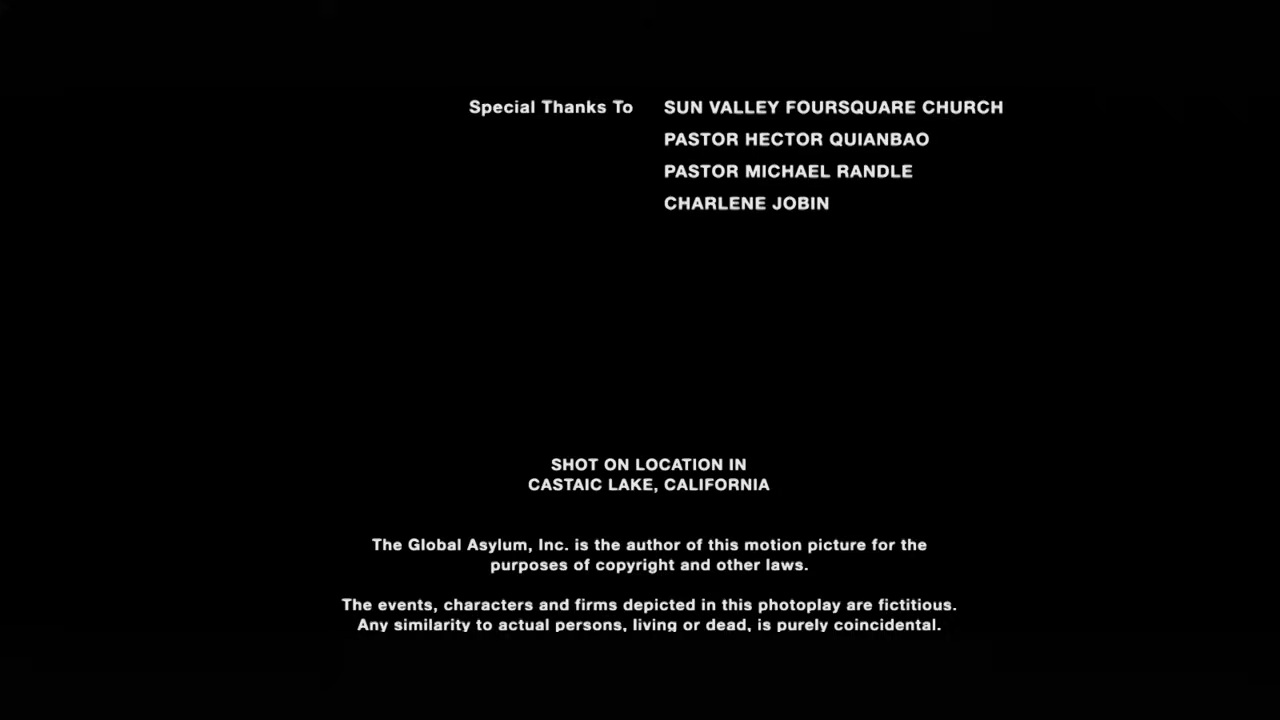 Special Thanks To SUN VALLEY FOURSQUARE CHURCH
PASTOR HECTOR QUIANBAO
PASTOR MICHAEL RANDLE
CHARLENE JOBIN
SHOT ON LOCATION IN
CASTAIC LAKE, CALIFORNIA
The Global Asylum, Inc. is the author of this motion picture for the
purposes of copyright and other laws.
The events, characters and firms depicted in this photoplay are fictitious.
Any similarity to actual persons, living or dead, is purely coincidental.